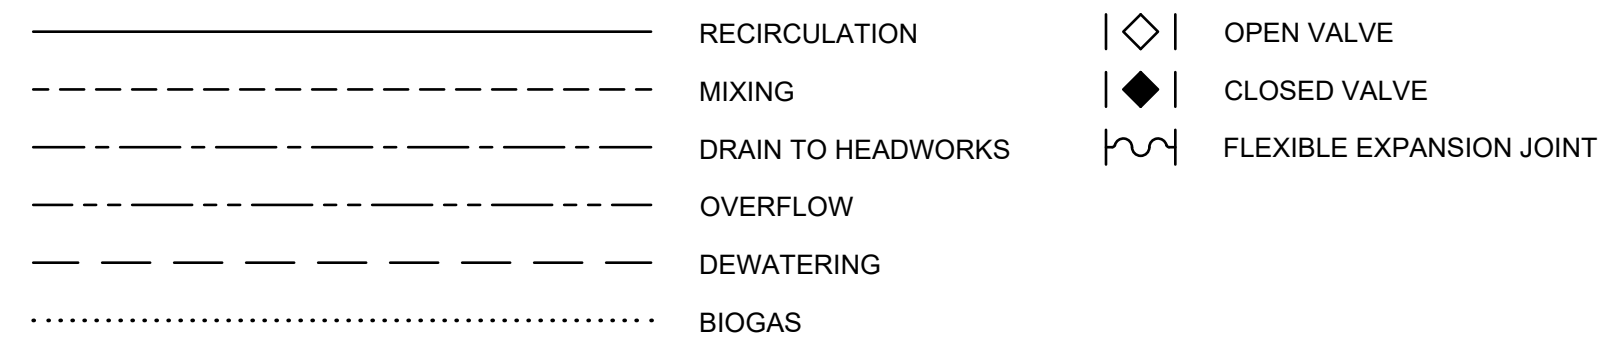 RECIRCULATION
MIXING
DRAIN TO HEADWORKS
OVERFLOW
DEWATERING
BIOGAS
OPEN VALVE
CLOSED VALVE
FLEXIBLE EXPANSION JOINT